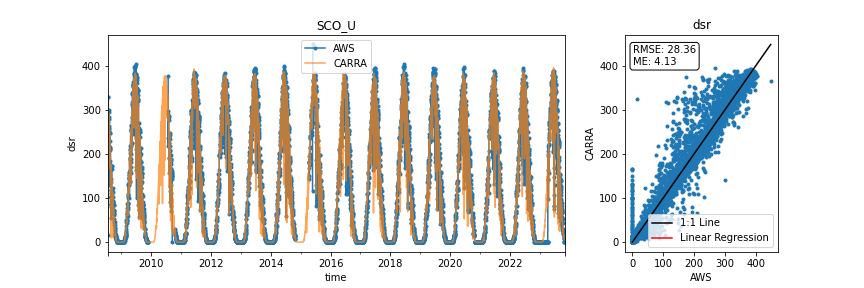 SCO_U
dsr
AWS
CARRA
400
300
200
100
0
dsr
2010
2012
2014
2016
2018
2020
2022
time
RMSE: 28.36
ME: 4.13
400
300
200
100
0
CARRA
1:1 Line
Linear Regression
0
100
200
300
400
AWS